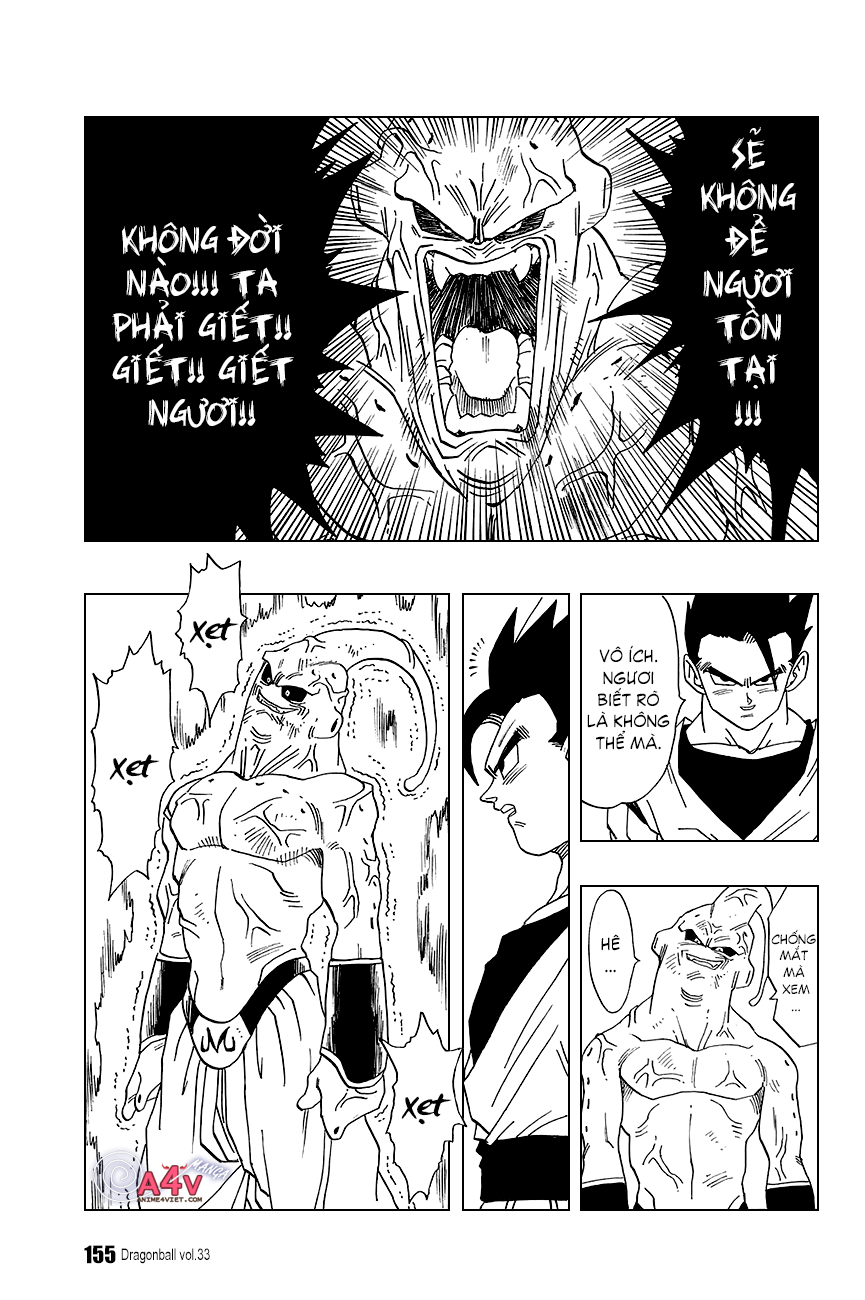 SẼ
KHÔNG
ĐỂ
NGƯƠI
TỒN
TẠI
!!!
KHÔNG ĐỜI
NÀO!!! TA
PHẢI GIẾT!!
GIẾT!! GIẾT
NGƯƠI!!
VÔ ÍCH.
NGƯƠI
BIẾT RÕ
LÀ KHÔNG
THỂ MÀ.
CHỐNG
MẮT
MÀ
XEM
...
HÊ
...
XẸT
XẸT
XẸT
M
A4V
MANGA
ANIME4VIET.COM
155 Dragonball vol.33